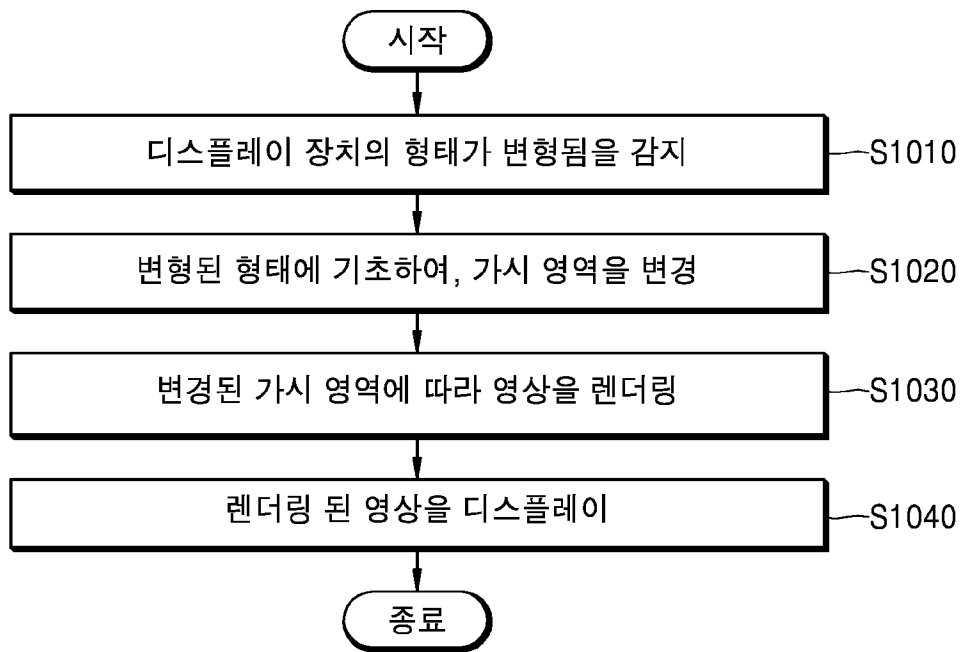 시작
디스플레이 장치의 형태가 변형됨을 감지
S1010
변형된 형태에 기초하여, 가시 영역을 변경
S1020
변경된 가시 영역에 따라 영상을 렌더링
S1030
렌더링 된 영상을 디스플레이
S1040
종료